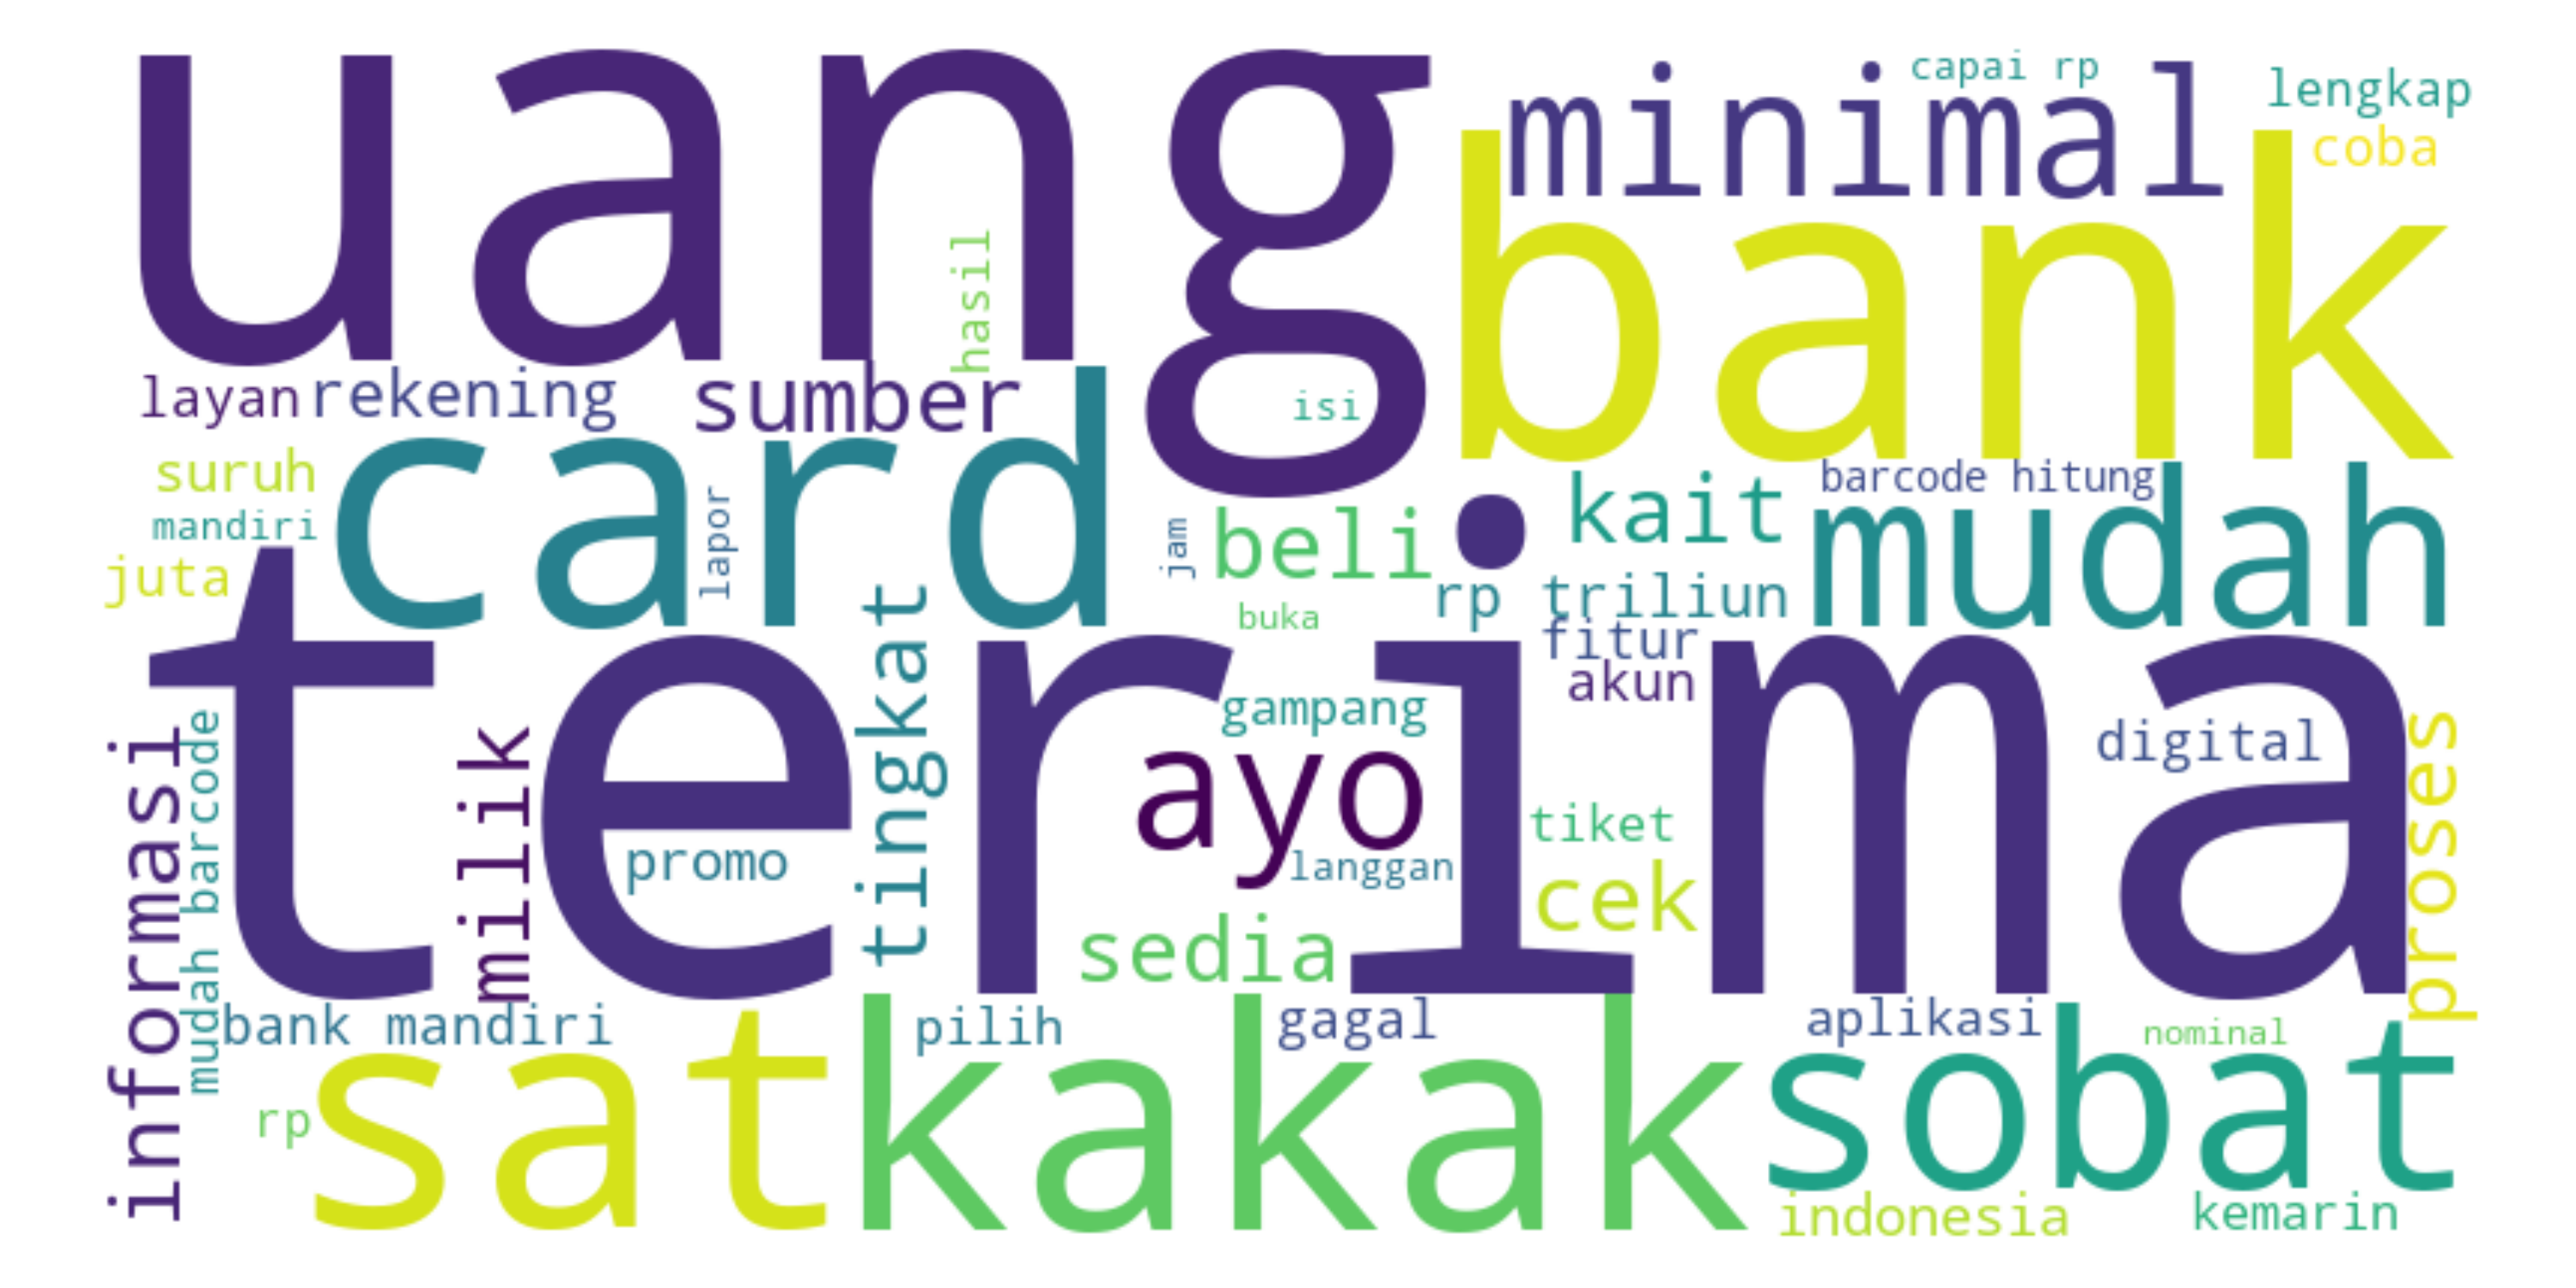 uang
minimal
capai rp
lengkap
coba
bank
hasil
isi
layan
rekening
sumber
card
suruh
mandiri
juta
lapor
jam
beli
kait
barcode hitung
mudah
rp
triliun
buka
fitur
akun
terima
tingkat
gampang
digital
proses
informasi
mudah barcode
milik
promo
ayo
langgan
tiket
cek
sedia
bank mandiri
pilih
gagal
aplikasi
nominal
rp
sat
kakak
sobat
indonesia
kemarin